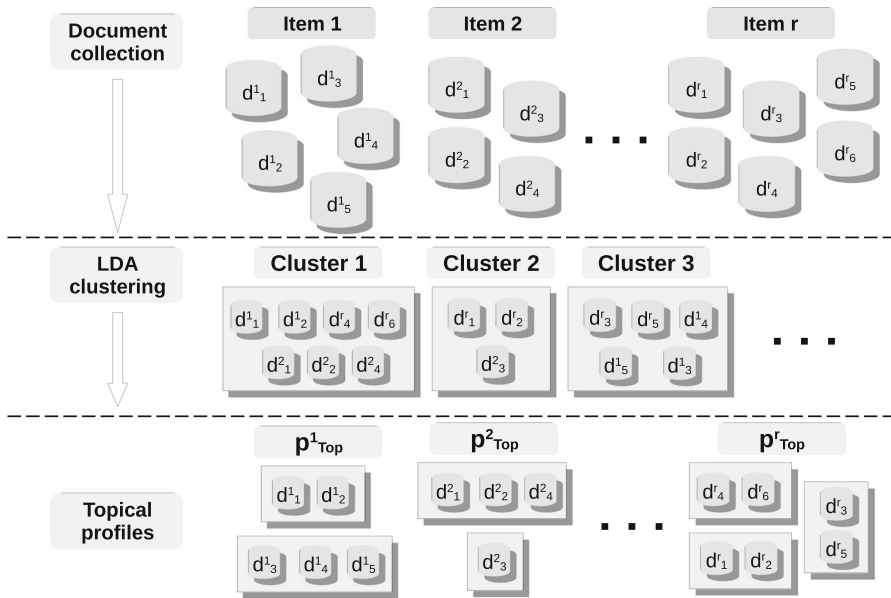 Document
collection
Item 1
Item 2
Item r
d¹₁
d¹₃
d¹₂
d¹₄
d¹₅
d²₁
d²₃
d²₂
d²₄
. . .
dʳ₁
dʳ₃
dʳ₅
dʳ₂
dʳ₄
dʳ₆
LDA
clustering
Cluster 1
Cluster 2
Cluster 3
d¹₁ d¹₂ dʳ₄ dʳ₆
d²₁ d²₂ d²₄
dʳ₁ dʳ₂
d²₃
dʳ₃ dʳ₅ d¹₄
d¹₅ d¹₃
. . .
Topical
profiles
p¹Top
p²Top
pʳTop
d¹₁ d¹₂
d¹₃ d¹₄ d¹₅
d²₁ d²₂ d²₄
d²₃
. . .
dʳ₄ dʳ₆
dʳ₁ dʳ₂
dʳ₃
dʳ₅